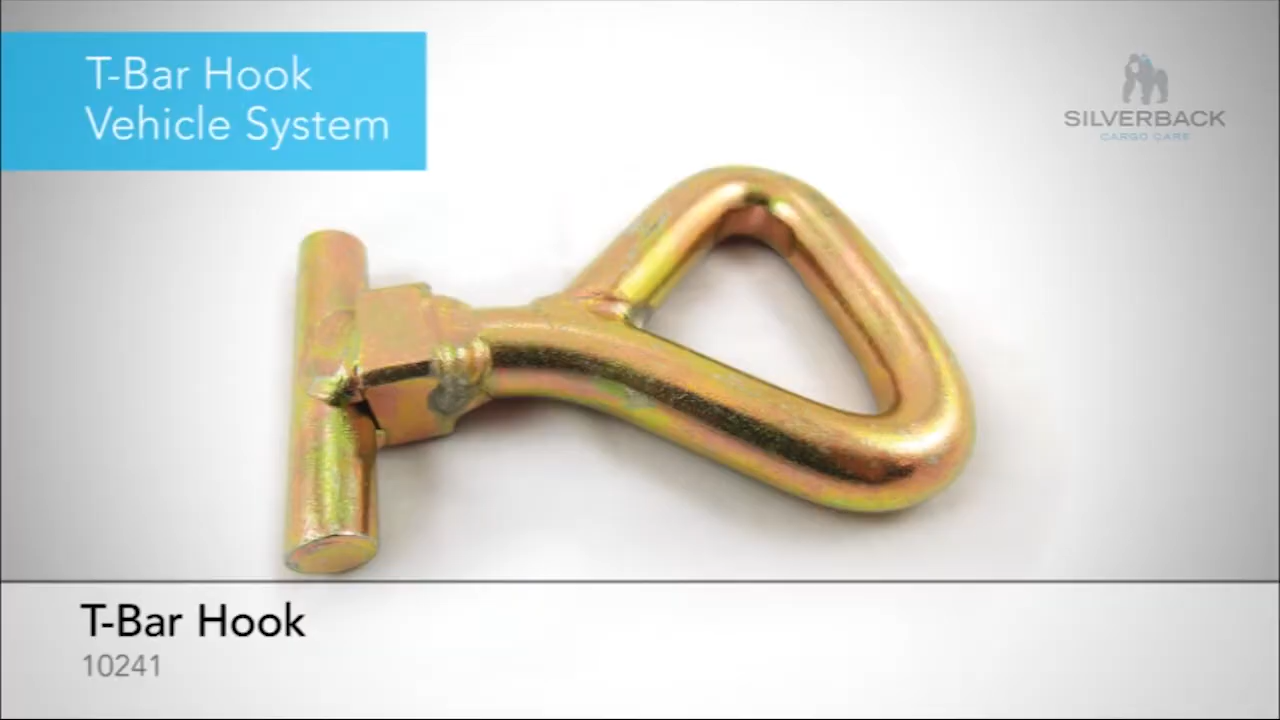 T-Bar Hook
Vehicle System
SILVERBACK
CARGO CARE
T-Bar Hook
10241